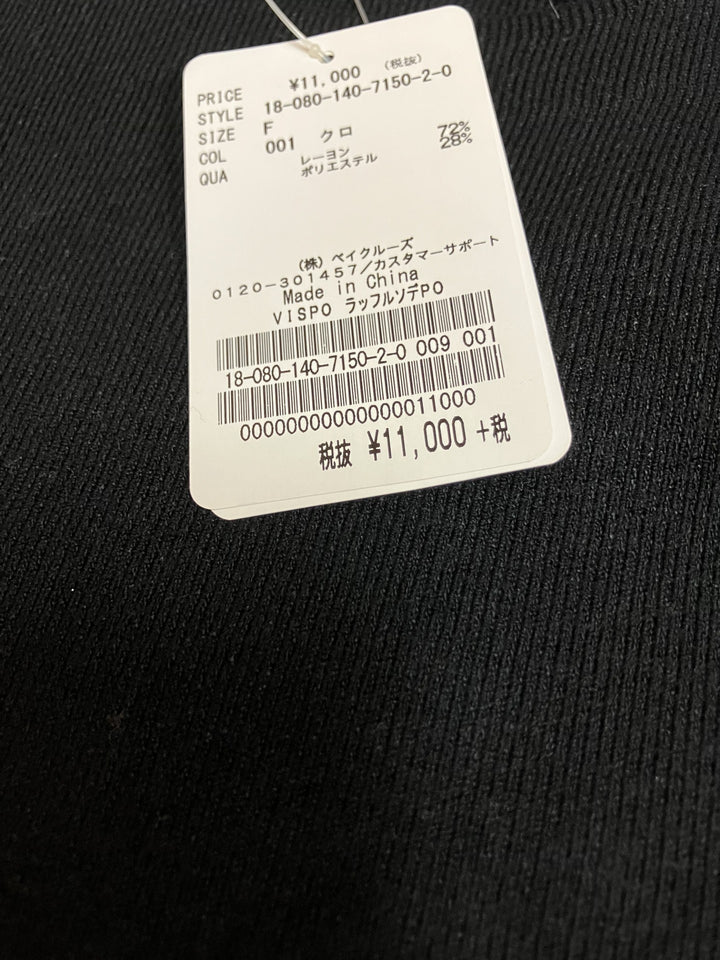 PRICE ¥11,000 (税抜)
STYLE 18-080-140-7150-2-0
SIZE F
COL 001 クロ
QUA レーヨン 72%
ポリエステル 28%
(株) ベイクルーズ
0120-301457/カスタマーサポート
Made in China
VISPO ラッフルソデPO
18-080-140-7150-2-0 009 001
00000000000000011000
税抜 ¥11,000 +税